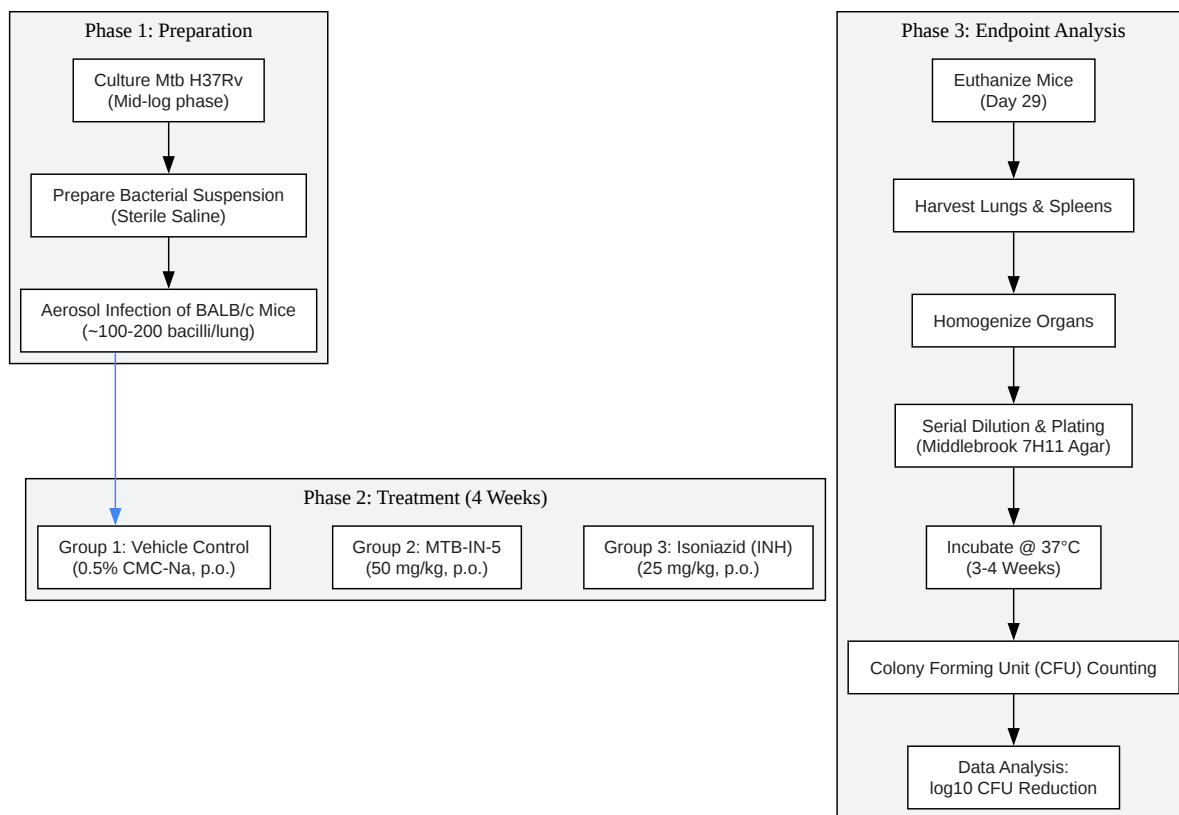 Phase 1: Preparation
Culture Mtb H37Rv
(Mid-log phase)
Prepare Bacterial Suspension
(Sterile Saline)
Aerosol Infection of BALB/c Mice
(~100-200 bacilli/lung)
Phase 2: Treatment (4 Weeks)
Group 1: Vehicle Control
(0.5% CMC-Na, p.o.)
Group 2: MTB-IN-5
(50 mg/kg, p.o.)
Group 3: Isoniazid (INH)
(25 mg/kg, p.o.)
Phase 3: Endpoint Analysis
Euthanize Mice
(Day 29)
Harvest Lungs & Spleens
Homogenize Organs
Serial Dilution & Plating
(Middlebrook 7H11 Agar)
Incubate @ 37°C
(3-4 Weeks)
Colony Forming Unit (CFU) Counting
Data Analysis:
log10 CFU Reduction